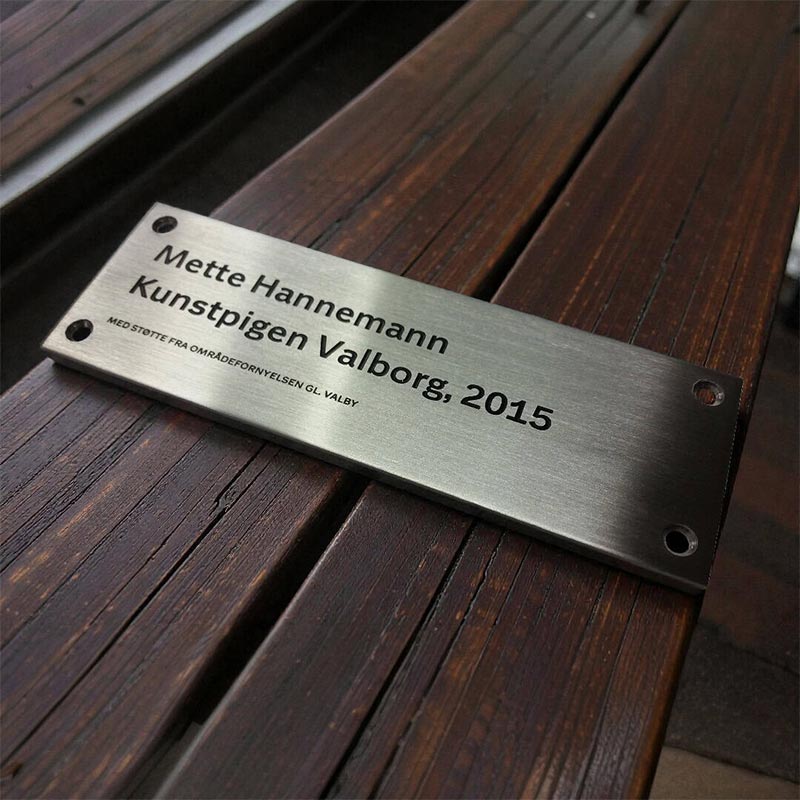 Mette Hannemann
Kunstpigen Valborg, 2015
MED STØTTE FRA OMRÅDEFORNYELSEN GL. VALBY